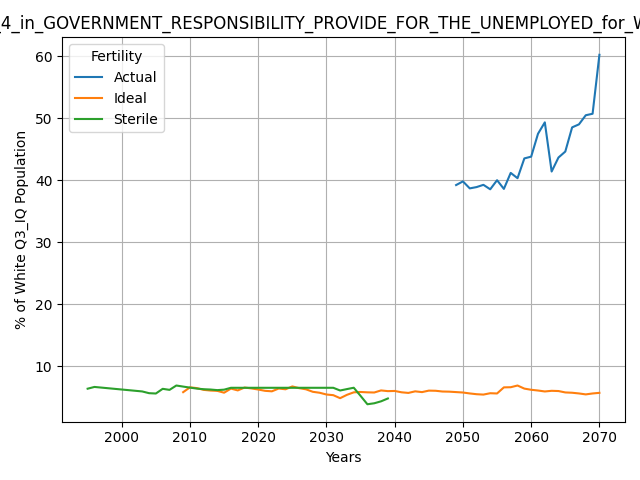 _4_in_GOVERNMENT_RESPONSIBILITY_PROVIDE_FOR_THE_UNEMPLOYED_for_W
Fertility
Actual
Ideal
Sterile
% of White Q3_IQ Population
60
50
40
30
20
10
2000 2010 2020 2030 2040 2050 2060 2070
Years